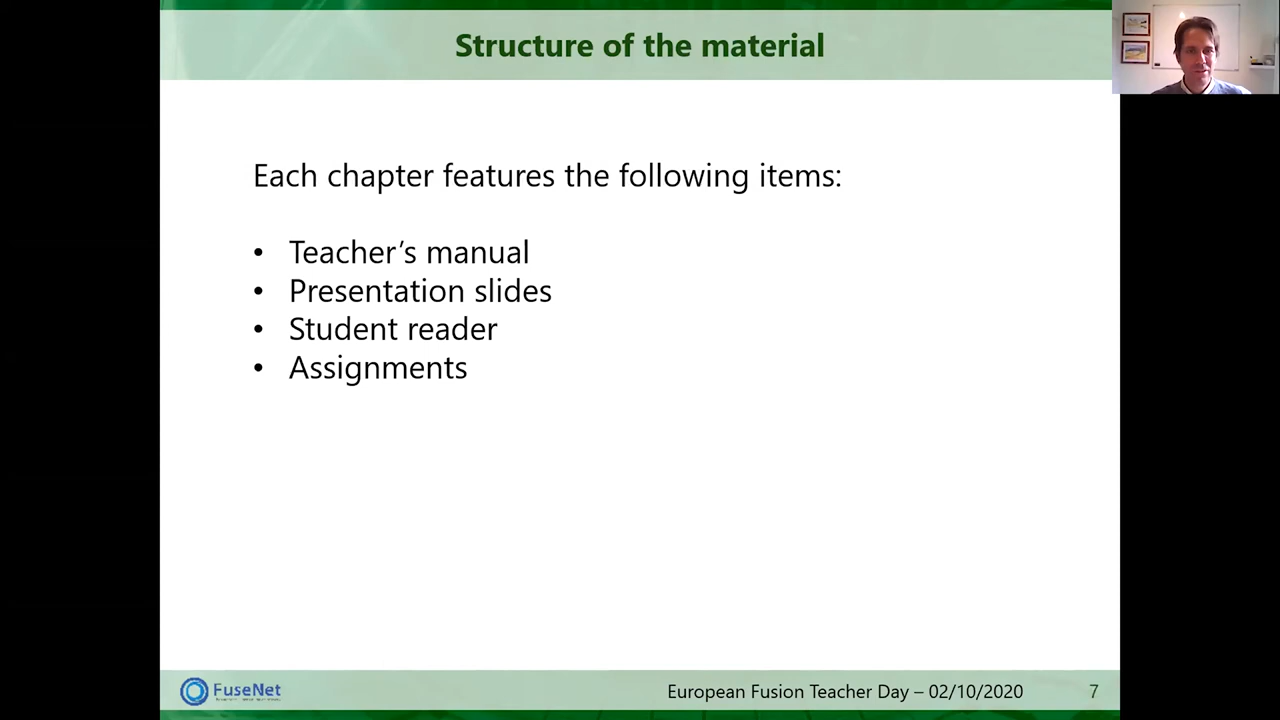 Structure of the material
Each chapter features the following items:
• Teacher’s manual
• Presentation slides
• Student reader
• Assignments
FuseNet
European Fusion Teacher Day – 02/10/2020 7